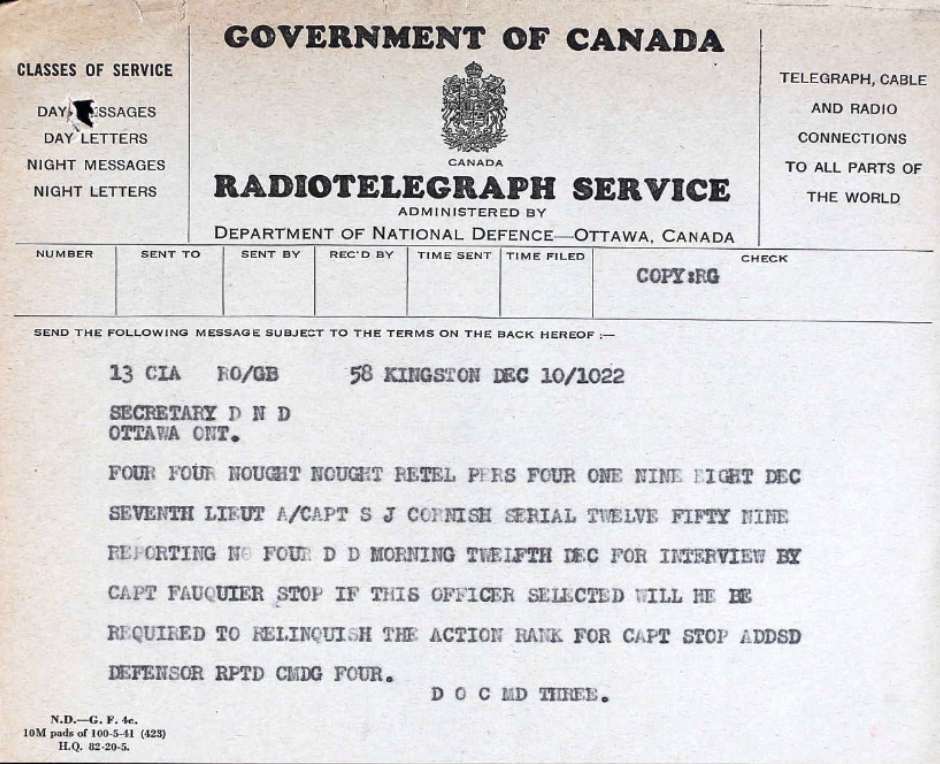 GOVERNMENT OF CANADA
CLASSES OF SERVICE
DAY MESSAGES
DAY LETTERS
NIGHT MESSAGES
NIGHT LETTERS
CANADA
RADIOTELEGRAPH SERVICE
ADMINISTERED BY
DEPARTMENT OF NATIONAL DEFENCE—OTTAWA, CANADA
TELEGRAPH, CABLE
AND RADIO
CONNECTIONS
TO ALL PARTS OF
THE WORLD
NUMBER SENT TO SENT BY REC'D BY TIME SENT TIME FILED CHECK
COPY:RG
SEND THE FOLLOWING MESSAGE SUBJECT TO THE TERMS ON THE BACK HEREOF :—
13 CIA RO/GB 58 KINGSTON DEC 10/1022
SECRETARY D N D
OTTAWA ONT.
FOUR FOUR NOUGHT NOUGHT RETEL PERS FOUR ONE NINE EIGHT DEC
SEVENTH LIEUT A/CAPT S J CORNISH SERIAL TWELVE FIFTY NINE
REPORTING NO FOUR D D MORNING TWELFTH DEC FOR INTERVIEW BY
CAPT FAUQUIER STOP IF THIS OFFICER SELECTED WILL HE BE
REQUIRED TO RELINQUISH THE ACTION RANK FOR CAPT STOP ADDSD
DEFENSOR RPTD CMDG FOUR.
D O C MD THREE.
N.D.—G. F. 4c.
10M pads of 100-5-41 (423)
H.Q. 82-20-5.